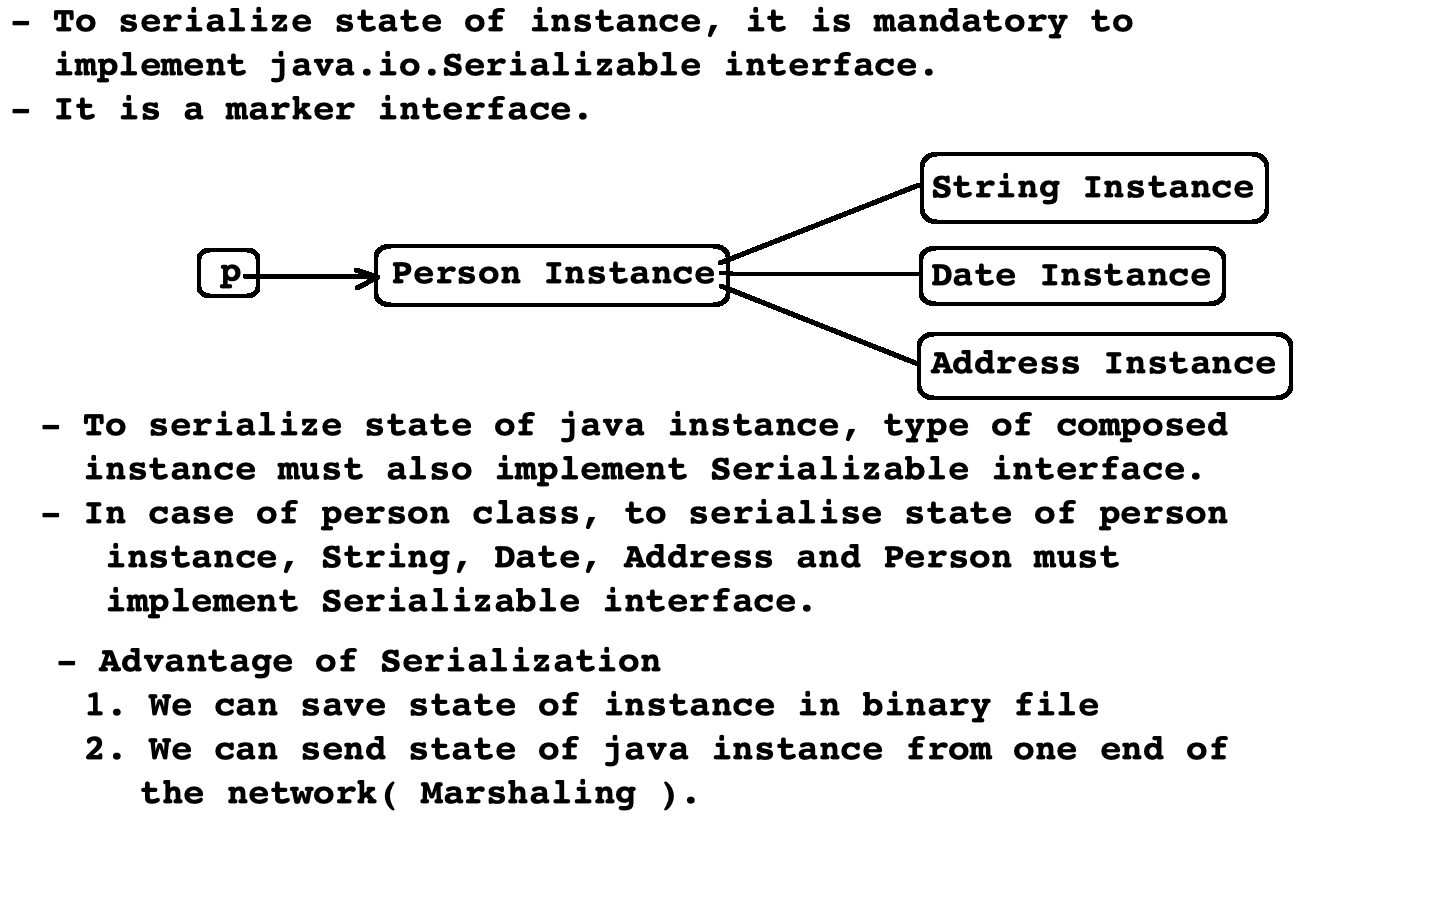 - To serialize state of instance, it is mandatory to
implement java.io.Serializable interface.
- It is a marker interface.
String Instance
p
Person Instance
Date Instance
Address Instance
- To serialize state of java instance, type of composed
instance must also implement Serializable interface.
- In case of person class, to serialise state of person
instance, String, Date, Address and Person must
implement Serializable interface.
- Advantage of Serialization
1. We can save state of instance in binary file
2. We can send state of java instance from one end of
the network( Marshaling ).